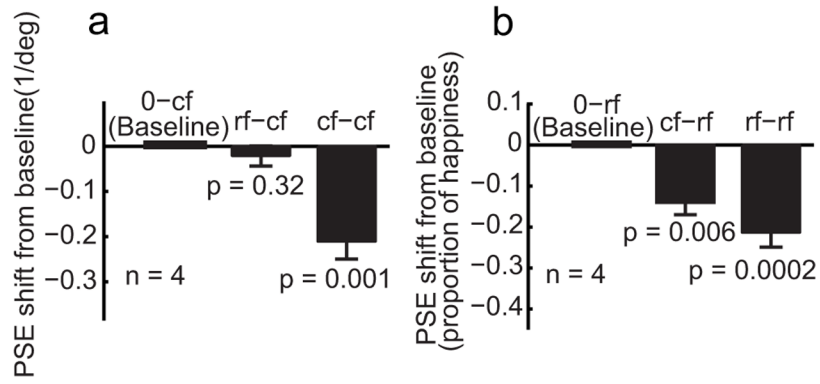 a
PSE shift from baseline(1/deg)
0-cf
(Baseline)
rf-cf
cf-cf
0
-0.1
-0.2
-0.3
p = 0.32
p = 0.001
n = 4
b
PSE shift from baseline
(proportion of happiness)
0-rf
(Baseline)
cf-rf
rf-rf
0.1
0
-0.1
-0.2
-0.3
-0.4
p = 0.006
p = 0.0002
n = 4